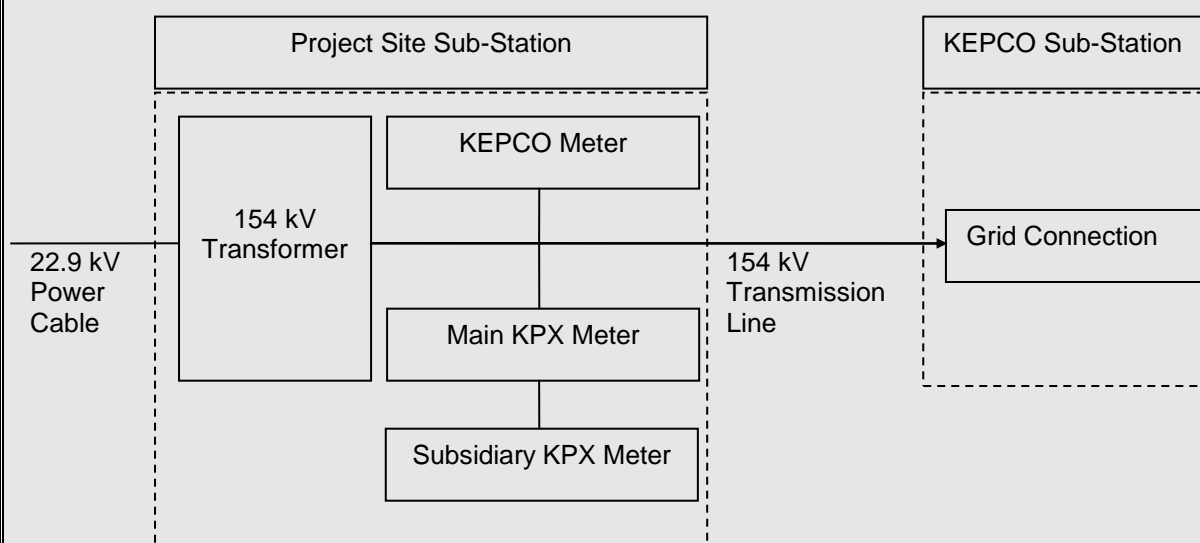 Project Site Sub-Station
KEPCO Sub-Station
KEPCO Meter
154 kV
Transformer
Grid Connection
22.9 kV
Power
Cable
154 kV
Transmission
Line
Main KPX Meter
Subsidiary KPX Meter